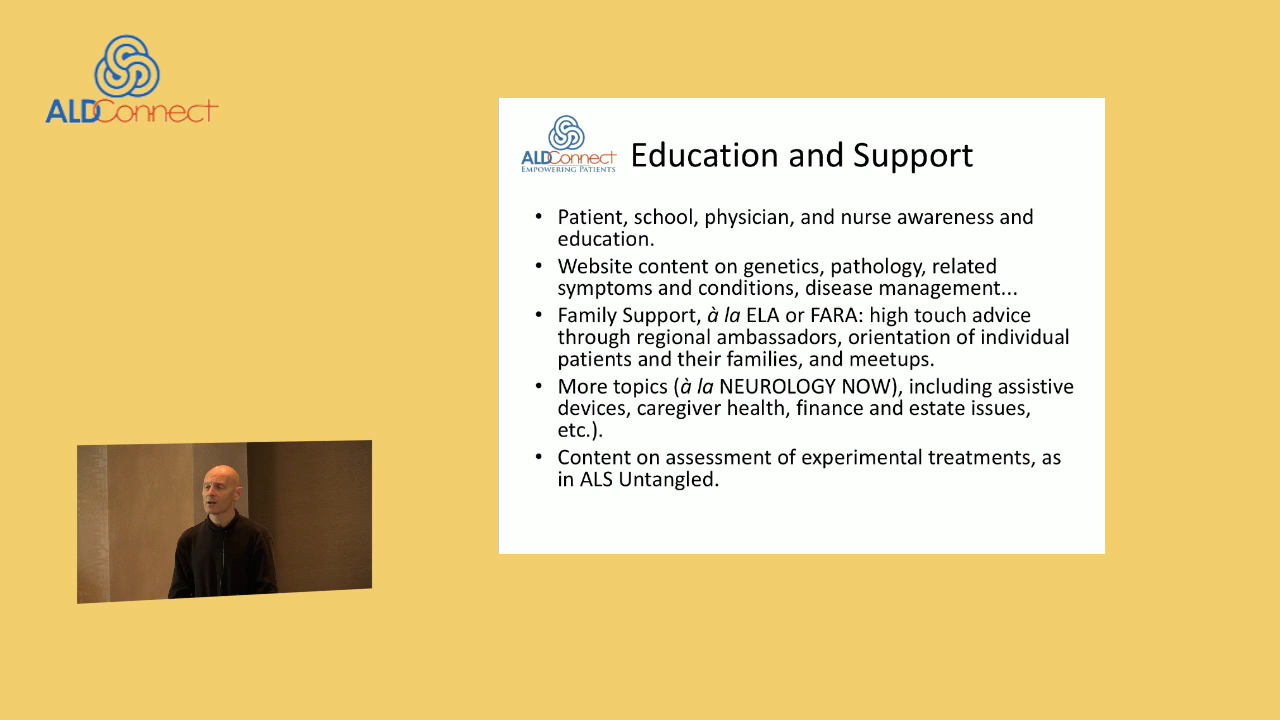 ALDConnect
ALDConnect
EMPOWERING PATIENTS
Education and Support
• Patient, school, physician, and nurse awareness and
education.
• Website content on genetics, pathology, related
symptoms and conditions, disease management...
• Family Support, à la ELA or FARA: high touch advice
through regional ambassadors, orientation of individual
patients and their families, and meetups.
• More topics (à la NEUROLOGY NOW), including assistive
devices, caregiver health, finance and estate issues,
etc.).
• Content on assessment of experimental treatments, as
in ALS Untangled.